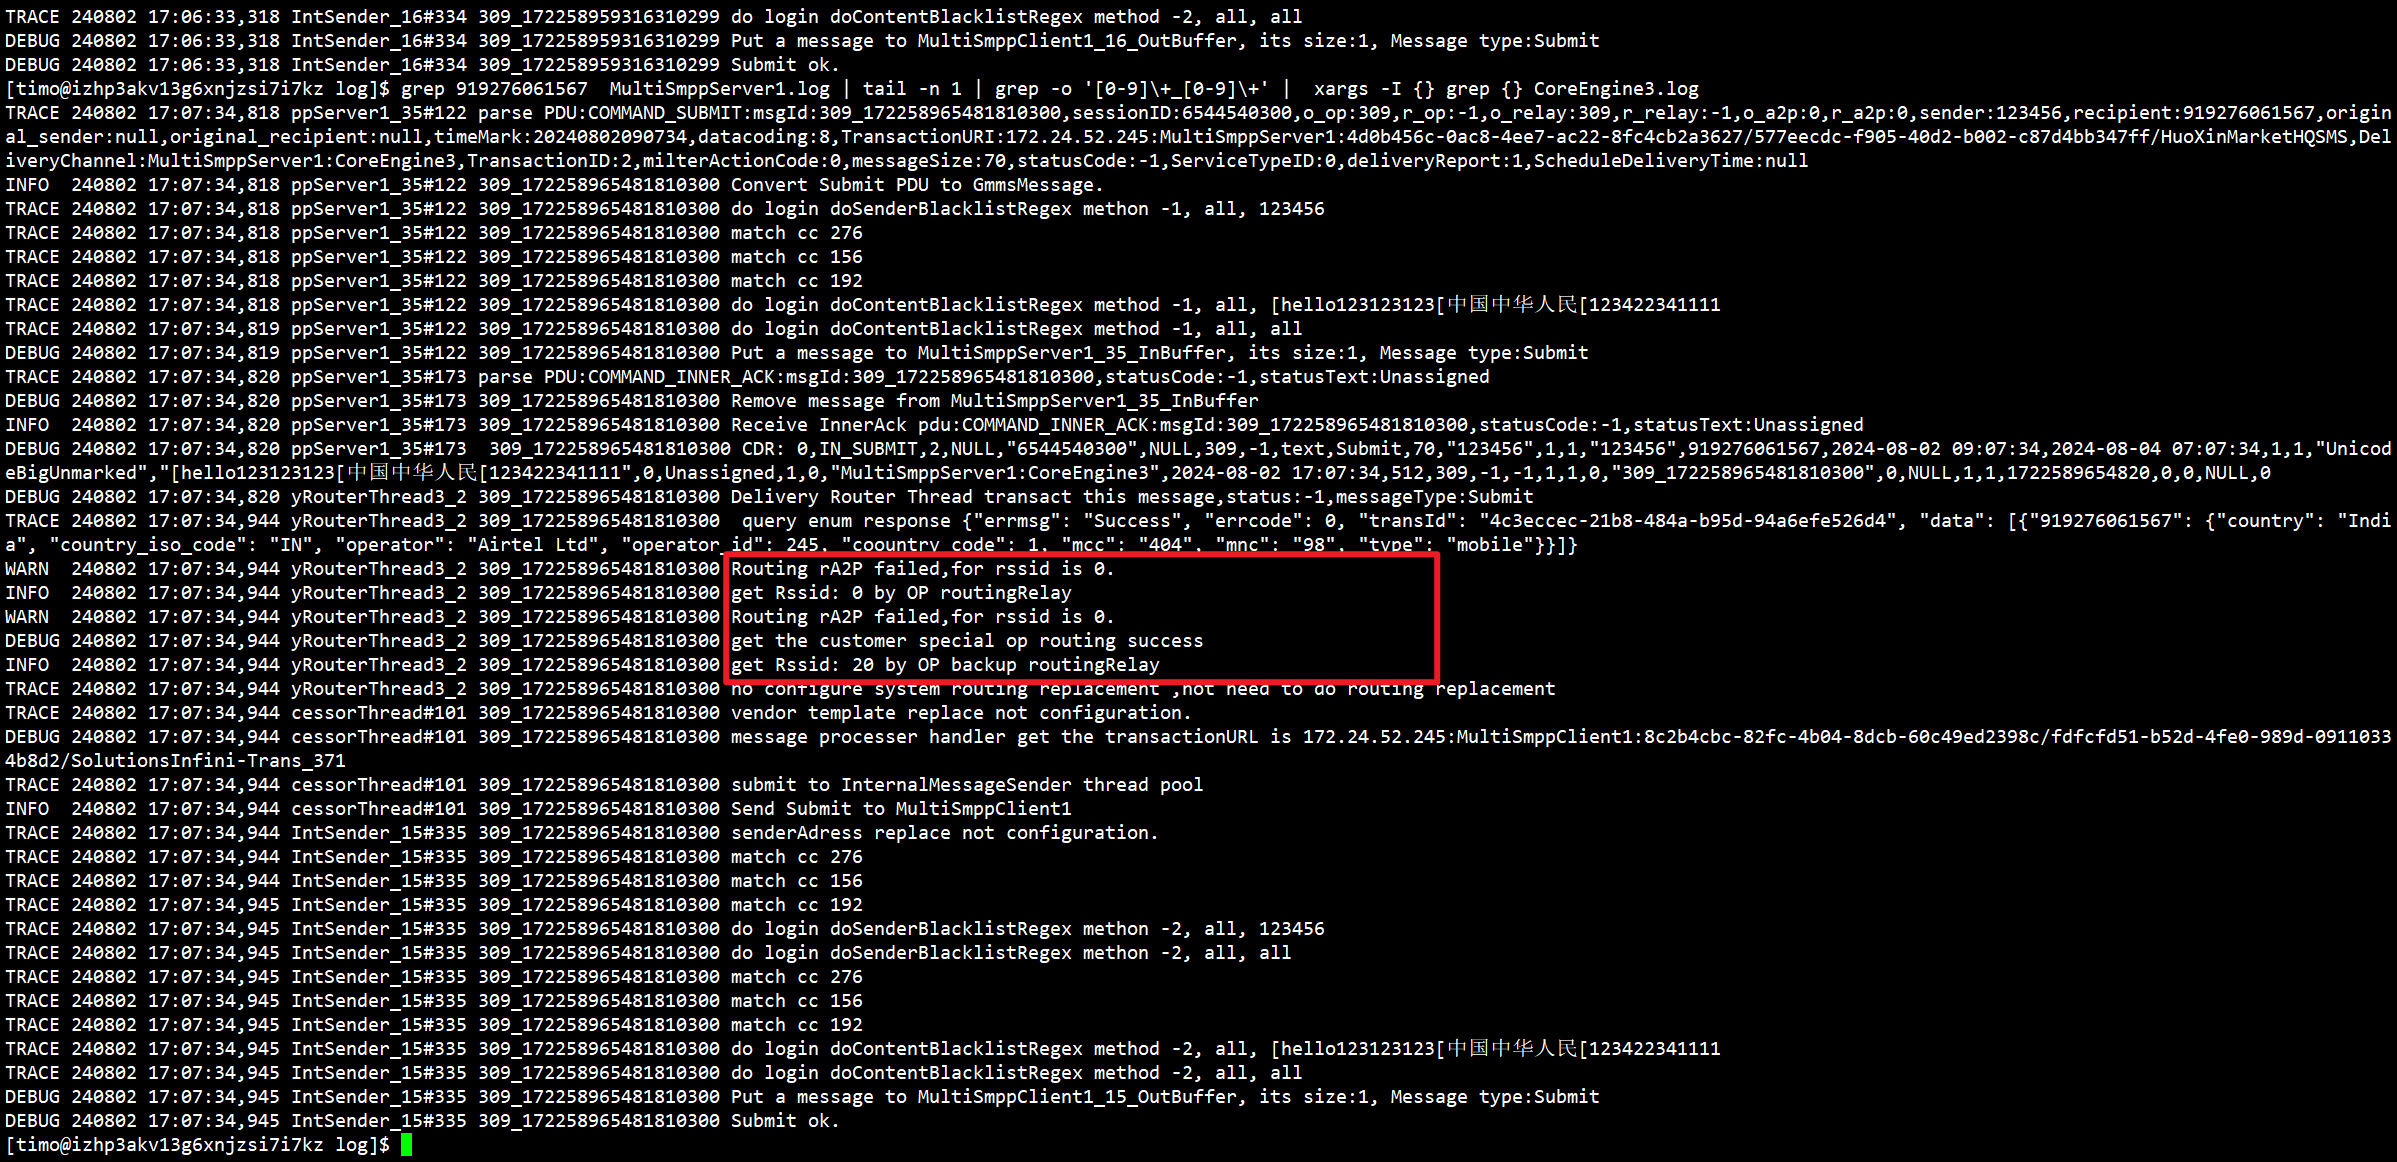 TRACE 240802 17:06:33,318 IntSender_16#334 309_172258959316310299 do login doContentBlacklistRegex method -2, all, all
DEBUG 240802 17:06:33,318 IntSender_16#334 309_172258959316310299 Put a message to MultiSmppClient1_16_OutBuffer, its size:1, Message type:Submit
DEBUG 240802 17:06:33,318 IntSender_16#334 309_172258959316310299 Submit ok.
[timo@izhp3akv13g6xnjzsi7i7kz log]$ grep 919276061567  MultiSmppServer1.log | tail -n 1 | grep -o '[0-9]\+_[0-9]\+' |  xargs -I {} grep {} CoreEngine3.log
TRACE 240802 17:07:34,818 ppServer1_35#122 parse PDU:COMMAND_SUBMIT:msgId:309_172258965481810300,sessionID:6544540300,o_op:309,r_op:-1,o_relay:309,r_relay:-1,o_a2p:0,r_a2p:0,sender:123456,recipient:919276061567,origin
al_sender:null,original_recipient:null,timeMark:20240802090734,datacoding:8,TransactionURI:172.24.52.245:MultiSmppServer1:4d0b456c-0ac8-4ee7-ac22-8fc4cb2a3627/577eecdc-f905-40d2-b002-c87d4bb347ff/HuoXinMarketHQSMS,Del
iveryChannel:MultiSmppServer1:CoreEngine3,TransactionID:2,milterActionCode:0,messageSize:70,statusCode:-1,ServiceTypeID:0,deliveryReport:1,ScheduleDeliveryTime:null
INFO  240802 17:07:34,818 ppServer1_35#122 309_172258965481810300 Convert Submit PDU to GmmsMessage.
TRACE 240802 17:07:34,818 ppServer1_35#122 309_172258965481810300 do login doSenderBlacklistRegex methon -1, all, 123456
TRACE 240802 17:07:34,818 ppServer1_35#122 309_172258965481810300 match cc 276
TRACE 240802 17:07:34,818 ppServer1_35#122 309_172258965481810300 match cc 156
TRACE 240802 17:07:34,818 ppServer1_35#122 309_172258965481810300 match cc 192
TRACE 240802 17:07:34,818 ppServer1_35#122 309_172258965481810300 do login doContentBlacklistRegex method -1, all, [hello123123123[中国中华人民[123422341111
TRACE 240802 17:07:34,819 ppServer1_35#122 309_172258965481810300 do login doContentBlacklistRegex method -1, all, all
DEBUG 240802 17:07:34,819 ppServer1_35#122 309_172258965481810300 Put a message to MultiSmppServer1_35_InBuffer, its size:1, Message type:Submit
TRACE 240802 17:07:34,820 ppServer1_35#173 parse PDU:COMMAND_INNER_ACK:msgId:309_172258965481810300,statusCode:-1,statusText:Unassigned
DEBUG 240802 17:07:34,820 ppServer1_35#173 309_172258965481810300 Remove message from MultiSmppServer1_35_InBuffer
INFO  240802 17:07:34,820 ppServer1_35#173 309_172258965481810300 Receive InnerAck pdu:COMMAND_INNER_ACK:msgId:309_172258965481810300,statusCode:-1,statusText:Unassigned
DEBUG 240802 17:07:34,820 ppServer1_35#173  309_172258965481810300 CDR: 0,IN_SUBMIT,2,NULL,"6544540300",NULL,309,-1,text,Submit,70,"123456",1,1,"123456",919276061567,2024-08-02 09:07:34,2024-08-04 07:07:34,1,1,"Unicod
eBigUnmarked","[hello123123123[中国中华人民[123422341111",0,Unassigned,1,0,"MultiSmppServer1:CoreEngine3",2024-08-02 17:07:34,512,309,-1,-1,1,1,0,"309_172258965481810300",0,NULL,1,1,1722589654820,0,0,NULL,0
DEBUG 240802 17:07:34,820 yRouterThread3_2 309_172258965481810300 Delivery Router Thread transact this message,status:-1,messageType:Submit
TRACE 240802 17:07:34,944 yRouterThread3_2 309_172258965481810300  query enum response {"errmsg": "Success", "errcode": 0, "transId": "4c3eccec-21b8-484a-b95d-94a6efe526d4", "data": [{"919276061567": {"country": "Indi
a", "country_iso_code": "IN", "operator": "Airtel Ltd", "operator_id": 245, "coountry_code": 1, "mcc": "404", "mnc": "98", "type": "mobile"}}]}
WARN  240802 17:07:34,944 yRouterThread3_2 309_172258965481810300 Routing rA2P failed,for rssid is 0.
INFO  240802 17:07:34,944 yRouterThread3_2 309_172258965481810300 get Rssid: 0 by OP routingRelay
WARN  240802 17:07:34,944 yRouterThread3_2 309_172258965481810300 Routing rA2P failed,for rssid is 0.
DEBUG 240802 17:07:34,944 yRouterThread3_2 309_172258965481810300 get the customer special op routing success
INFO  240802 17:07:34,944 yRouterThread3_2 309_172258965481810300 get Rssid: 20 by OP backup routingRelay
TRACE 240802 17:07:34,944 yRouterThread3_2 309_172258965481810300 no configure system routing replacement ,not need to do routing replacement
TRACE 240802 17:07:34,944 cessorThread#101 309_172258965481810300 vendor template replace not configuration.
DEBUG 240802 17:07:34,944 cessorThread#101 309_172258965481810300 message processer handler get the transactionURL is 172.24.52.245:MultiSmppClient1:8c2b4cbc-82fc-4b04-8dcb-60c49ed2398c/fdfcfd51-b52d-4fe0-989d-0911033
4b8d2/SolutionsInfini-Trans_371
TRACE 240802 17:07:34,944 cessorThread#101 309_172258965481810300 submit to InternalMessageSender thread pool
INFO  240802 17:07:34,944 cessorThread#101 309_172258965481810300 Send Submit to MultiSmppClient1
TRACE 240802 17:07:34,944 IntSender_15#335 309_172258965481810300 senderAdress replace not configuration.
TRACE 240802 17:07:34,944 IntSender_15#335 309_172258965481810300 match cc 276
TRACE 240802 17:07:34,944 IntSender_15#335 309_172258965481810300 match cc 156
TRACE 240802 17:07:34,945 IntSender_15#335 309_172258965481810300 match cc 192
TRACE 240802 17:07:34,945 IntSender_15#335 309_172258965481810300 do login doSenderBlacklistRegex methon -2, all, 123456
TRACE 240802 17:07:34,945 IntSender_15#335 309_172258965481810300 do login doSenderBlacklistRegex methon -2, all, all
TRACE 240802 17:07:34,945 IntSender_15#335 309_172258965481810300 match cc 276
TRACE 240802 17:07:34,945 IntSender_15#335 309_172258965481810300 match cc 156
TRACE 240802 17:07:34,945 IntSender_15#335 309_172258965481810300 match cc 192
TRACE 240802 17:07:34,945 IntSender_15#335 309_172258965481810300 do login doContentBlacklistRegex method -2, all, [hello123123123[中国中华人民[123422341111
TRACE 240802 17:07:34,945 IntSender_15#335 309_172258965481810300 do login doContentBlacklistRegex method -2, all, all
DEBUG 240802 17:07:34,945 IntSender_15#335 309_172258965481810300 Put a message to MultiSmppClient1_15_OutBuffer, its size:1, Message type:Submit
DEBUG 240802 17:07:34,945 IntSender_15#335 309_172258965481810300 Submit ok.
[timo@izhp3akv13g6xnjzsi7i7kz log]$